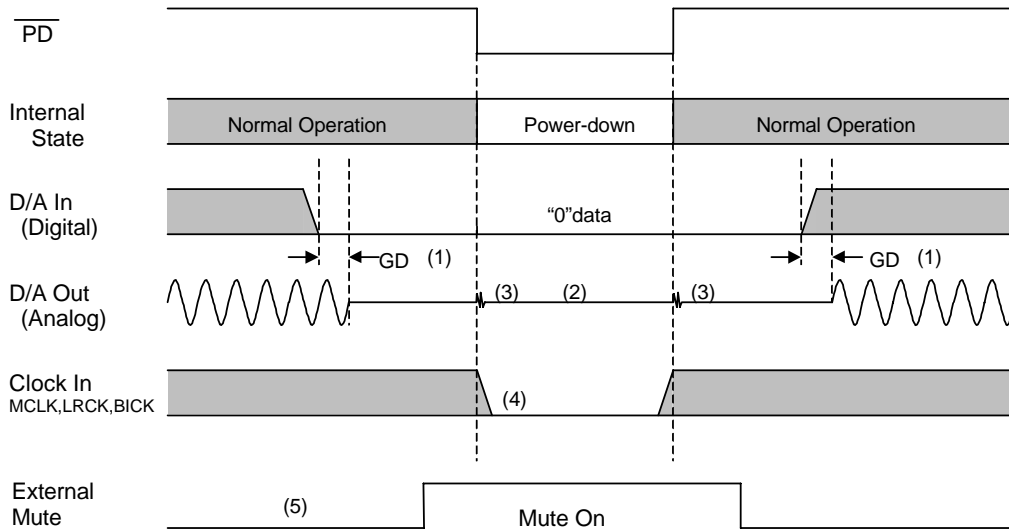 PD
Internal
State
Normal Operation Power-down Normal Operation
D/A In
(Digital)
“0”data
GD (1) GD (1)
D/A Out
(Analog)
(3) (2) (3)
Clock In
MCLK,LRCK,BICK
(4)
External
Mute
(5)
Mute On